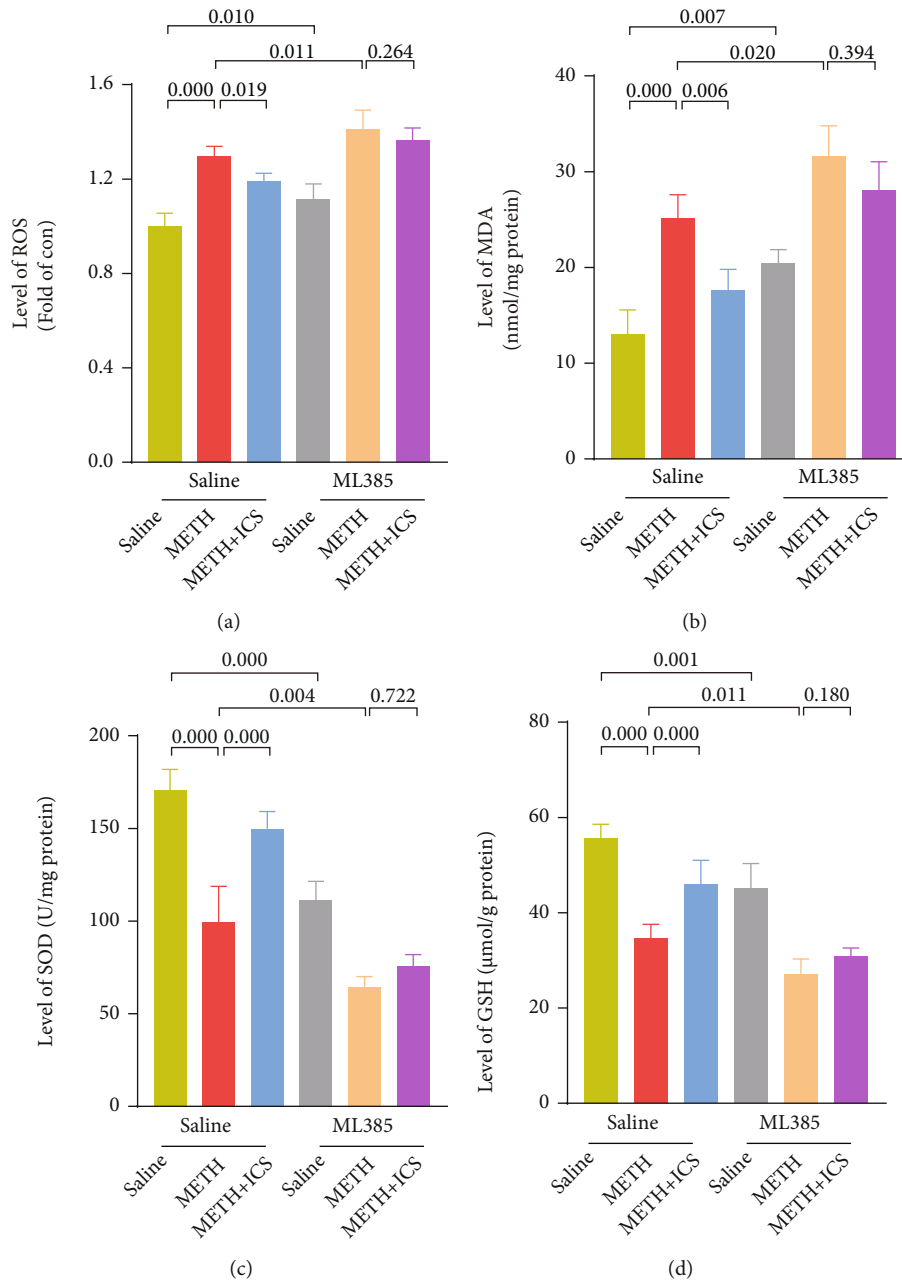 0.010
0.011
0.264
0.000
0.019
1.6
1.2
0.8
0.4
0.0
Level of ROS
(Fold of con)
Saline
ML385
Saline
METH
METH+ICS
Saline
METH
METH+ICS
(a)
0.007
0.020
0.394
0.000
0.006
40
30
20
10
0
Level of MDA
(nmol/mg protein)
Saline
ML385
Saline
METH
METH+ICS
Saline
METH
METH+ICS
(b)
0.000
0.004
0.722
0.000
0.000
200
150
100
50
0
Level of SOD (U/mg protein)
Saline
ML385
Saline
METH
METH+ICS
Saline
METH
METH+ICS
(c)
0.001
0.011
0.180
0.000
0.000
80
60
40
20
0
Level of GSH (μmol/g protein)
Saline
ML385
Saline
METH
METH+ICS
Saline
METH
METH+ICS
(d)